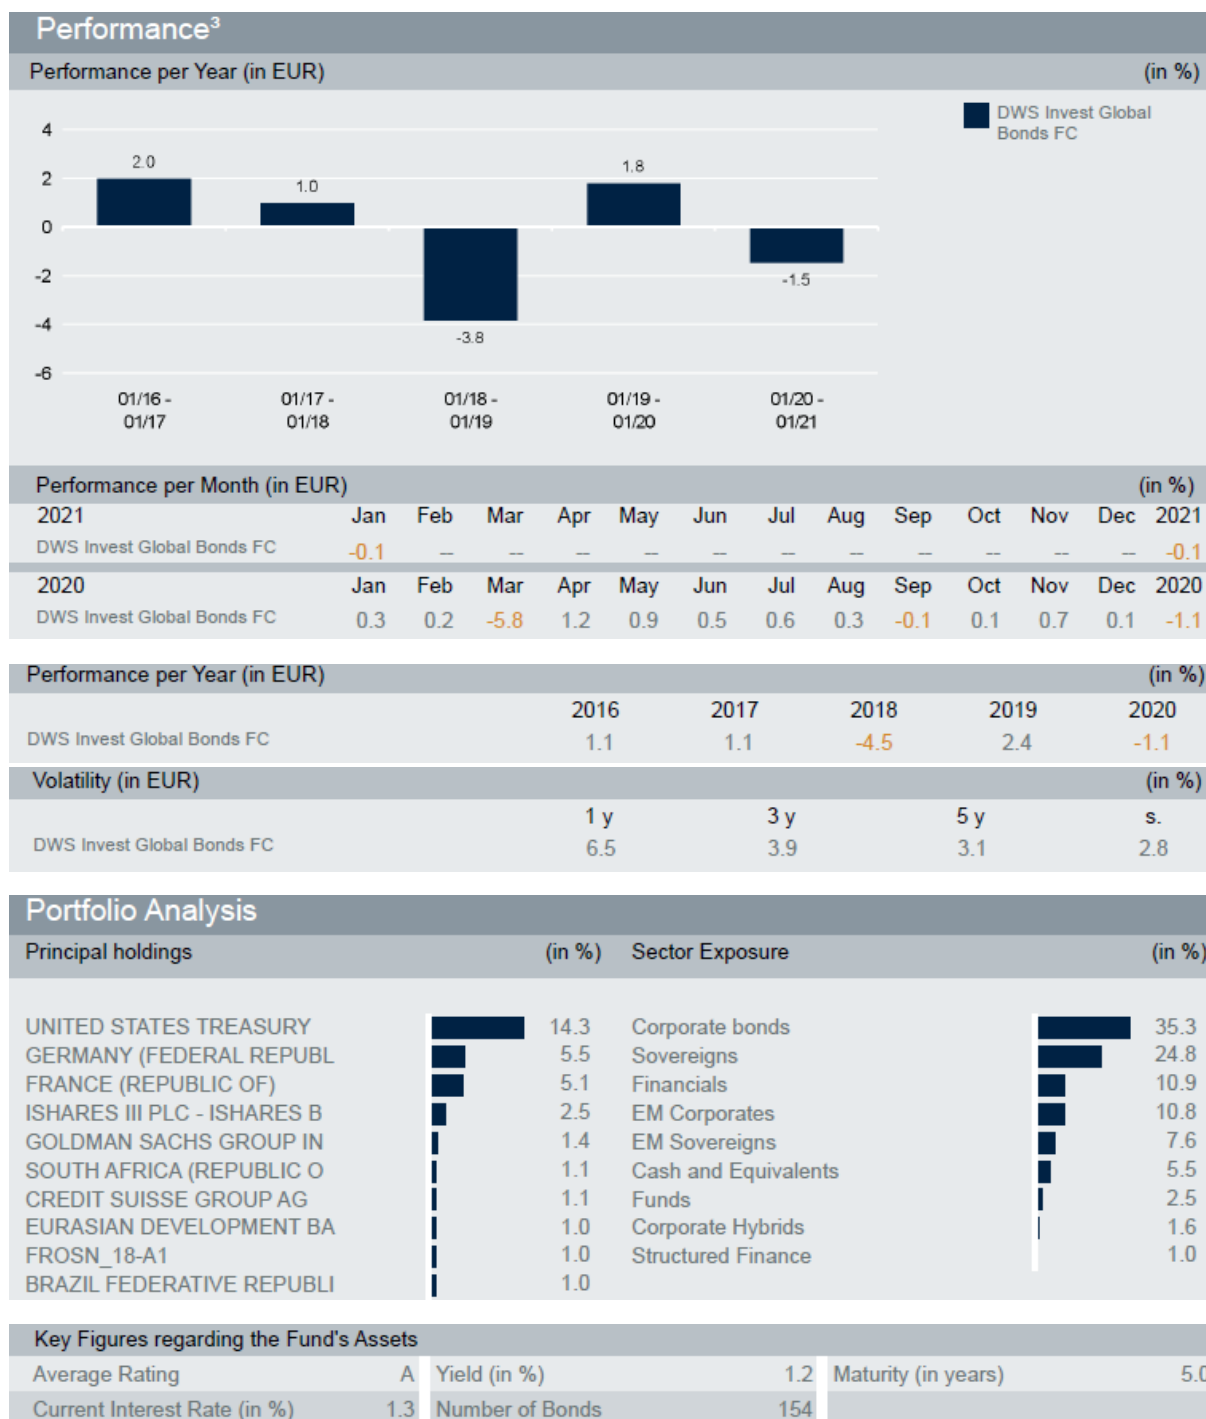 Performance³
Performance per Year (in EUR) (in %)
DWS Invest Global
Bonds FC
4
2
0
-2
-4
-6
2.0
1.0
-3.8
1.8
-1.5
01/16 - 01/17 - 01/18 - 01/19 - 01/20 -
01/17 01/18 01/19 01/20 01/21
Performance per Month (in EUR) (in %)
2021 Jan Feb Mar Apr May Jun Jul Aug Sep Oct Nov Dec 2021
DWS Invest Global Bonds FC -0.1 -- -- -- -- -- -- -- -- -- -- -- -0.1
2020 Jan Feb Mar Apr May Jun Jul Aug Sep Oct Nov Dec 2020
DWS Invest Global Bonds FC 0.3 0.2 -5.8 1.2 0.9 0.5 0.6 0.3 -0.1 0.1 0.7 0.1 -1.1
Performance per Year (in EUR) (in %)
2016 2017 2018 2019 2020
DWS Invest Global Bonds FC 1.1 1.1 -4.5 2.4 -1.1
Volatility (in EUR) (in %)
1 y 3 y 5 y s.
DWS Invest Global Bonds FC 6.5 3.9 3.1 2.8
Portfolio Analysis
Principal holdings (in %) Sector Exposure (in %)
UNITED STATES TREASURY 14.3 Corporate bonds 35.3
GERMANY (FEDERAL REPUBL 5.5 Sovereigns 24.8
FRANCE (REPUBLIC OF) 5.1 Financials 10.9
ISHARES III PLC - ISHARES B 2.5 EM Corporates 10.8
GOLDMAN SACHS GROUP IN 1.4 EM Sovereigns 7.6
SOUTH AFRICA (REPUBLIC O 1.1 Cash and Equivalents 5.5
CREDIT SUISSE GROUP AG 1.1 Funds 2.5
EURASIAN DEVELOPMENT BA 1.0 Corporate Hybrids 1.6
FROSN_18-A1 1.0 Structured Finance 1.0
BRAZIL FEDERATIVE REPUBLI 1.0
Key Figures regarding the Fund's Assets
Average Rating A Yield (in %) 1.2 Maturity (in years) 5.0
Current Interest Rate (in %) 1.3 Number of Bonds 154